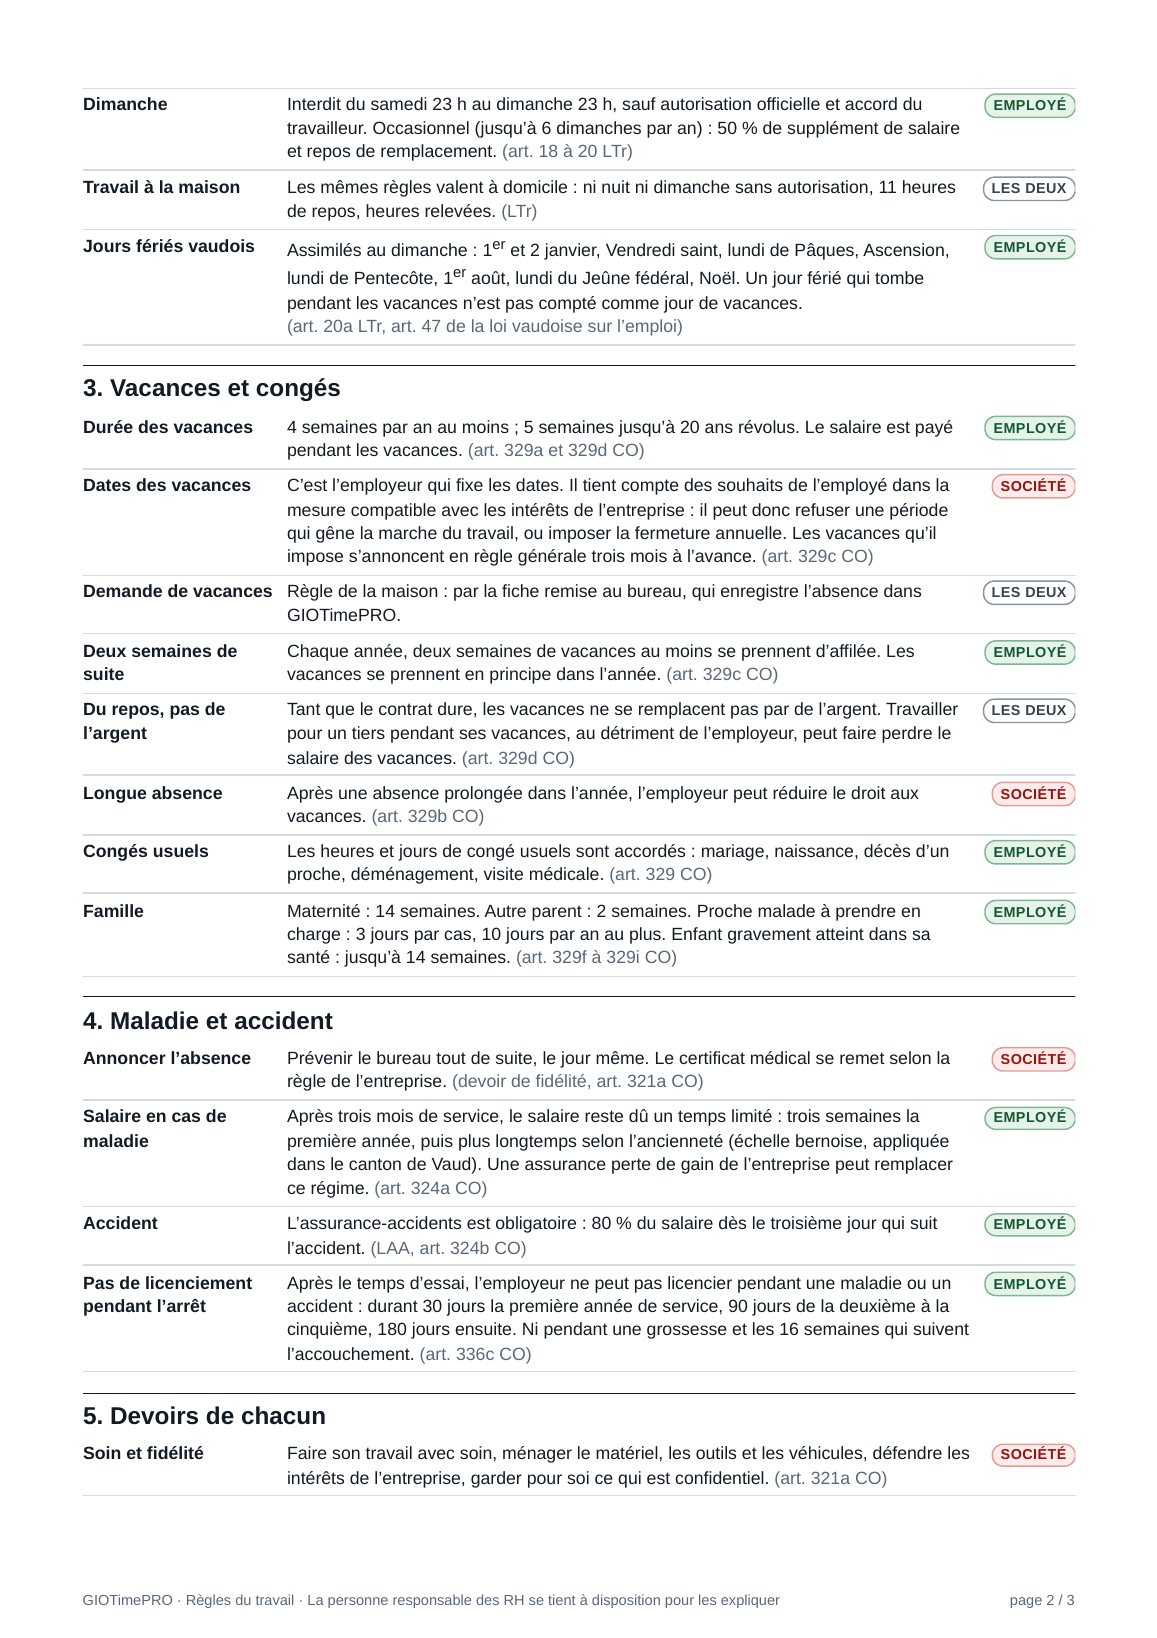 Dimanche
Interdit du samedi 23 h au dimanche 23 h, sauf autorisation officielle et accord du
EMPLOYÉ
travailleur. Occasionnel (jusqu’à 6 dimanches par an) : 50 % de supplément de salaire
et repos de remplacement. (art. 18 à 20 LTr)
Travail à la maison
Les mêmes règles valent à domicile : ni nuit ni dimanche sans autorisation, 11 heures
LES DEUX
de repos, heures relevées. (LTr)
Jours fériés vaudois
Assimilés au dimanche : 1er et 2 janvier, Vendredi saint, lundi de Pâques, Ascension,
EMPLOYÉ
lundi de Pentecôte, 1er août, lundi du Jeûne fédéral, Noël. Un jour férié qui tombe
pendant les vacances n’est pas compté comme jour de vacances.
(art. 20a LTr, art. 47 de la loi vaudoise sur l’emploi)
3. Vacances et congés
Durée des vacances
4 semaines par an au moins ; 5 semaines jusqu’à 20 ans révolus. Le salaire est payé
EMPLOYÉ
pendant les vacances. (art. 329a et 329d CO)
Dates des vacances
C’est l’employeur qui fixe les dates. Il tient compte des souhaits de l’employé dans la
SOCIÉTÉ
mesure compatible avec les intérêts de l’entreprise : il peut donc refuser une période
qui gêne la marche du travail, ou imposer la fermeture annuelle. Les vacances qu’il
impose s’annoncent en règle générale trois mois à l’avance. (art. 329c CO)
Demande de vacances
Règle de la maison : par la fiche remise au bureau, qui enregistre l’absence dans
LES DEUX
GIOTimePRO.
Deux semaines de
suite
Chaque année, deux semaines de vacances au moins se prennent d’affilée. Les
EMPLOYÉ
vacances se prennent en principe dans l’année. (art. 329c CO)
Du repos, pas de
l’argent
Tant que le contrat dure, les vacances ne se remplacent pas par de l’argent. Travailler
LES DEUX
pour un tiers pendant ses vacances, au détriment de l’employeur, peut faire perdre le
salaire des vacances. (art. 329d CO)
Longue absence
Après une absence prolongée dans l’année, l’employeur peut réduire le droit aux
SOCIÉTÉ
vacances. (art. 329b CO)
Congés usuels
Les heures et jours de congé usuels sont accordés : mariage, naissance, décès d’un
EMPLOYÉ
proche, déménagement, visite médicale. (art. 329 CO)
Famille
Maternité : 14 semaines. Autre parent : 2 semaines. Proche malade à prendre en
EMPLOYÉ
charge : 3 jours par cas, 10 jours par an au plus. Enfant gravement atteint dans sa
santé : jusqu’à 14 semaines. (art. 329f à 329i CO)
4. Maladie et accident
Annoncer l’absence
Prévenir le bureau tout de suite, le jour même. Le certificat médical se remet selon la
SOCIÉTÉ
règle de l’entreprise. (devoir de fidélité, art. 321a CO)
Salaire en cas de
maladie
Après trois mois de service, le salaire reste dû un temps limité : trois semaines la
EMPLOYÉ
première année, puis plus longtemps selon l’ancienneté (échelle bernoise, appliquée
dans le canton de Vaud). Une assurance perte de gain de l’entreprise peut remplacer
ce régime. (art. 324a CO)
Accident
L’assurance-accidents est obligatoire : 80 % du salaire dès le troisième jour qui suit
EMPLOYÉ
l’accident. (LAA, art. 324b CO)
Pas de licenciement
pendant l’arrêt
Après le temps d’essai, l’employeur ne peut pas licencier pendant une maladie ou un
EMPLOYÉ
accident : durant 30 jours la première année de service, 90 jours de la deuxième à la
cinquième, 180 jours ensuite. Ni pendant une grossesse et les 16 semaines qui suivent
l’accouchement. (art. 336c CO)
5. Devoirs de chacun
Soin et fidélité
Faire son travail avec soin, ménager le matériel, les outils et les véhicules, défendre les
SOCIÉTÉ
intérêts de l’entreprise, garder pour soi ce qui est confidentiel. (art. 321a CO)
GIOTimePRO · Règles du travail · La personne responsable des RH se tient à disposition pour les expliquer
page 2 / 3